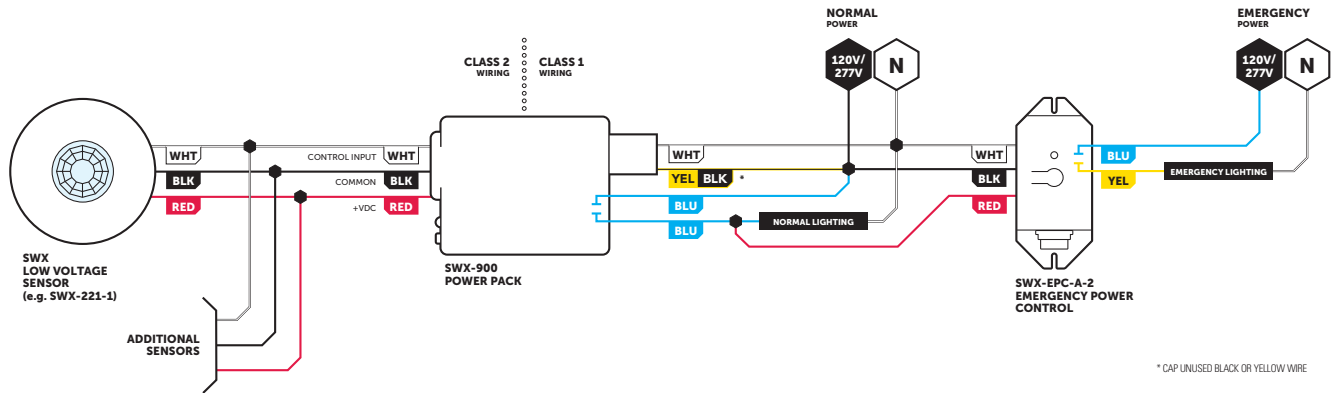 NORMAL
POWER
EMERGENCY
POWER
120V/
277V
N
120V/
277V
N
CLASS 2
WIRING
CLASS 1
WIRING
WHT
CONTROL INPUT
WHT
WHT
WHT
BLU
BLK
COMMON
BLK
YEL
BLK
*
BLK
YEL
EMERGENCY LIGHTING
RED
+VDC
RED
BLU
RED
BLU
NORMAL LIGHTING
SWX
LOW VOLTAGE
SENSOR
(e.g. SWX-221-1)
SWX-900
POWER PACK
SWX-EPC-A-2
EMERGENCY POWER
CONTROL
ADDITIONAL
SENSORS
* CAP UNUSED BLACK OR YELLOW WIRE